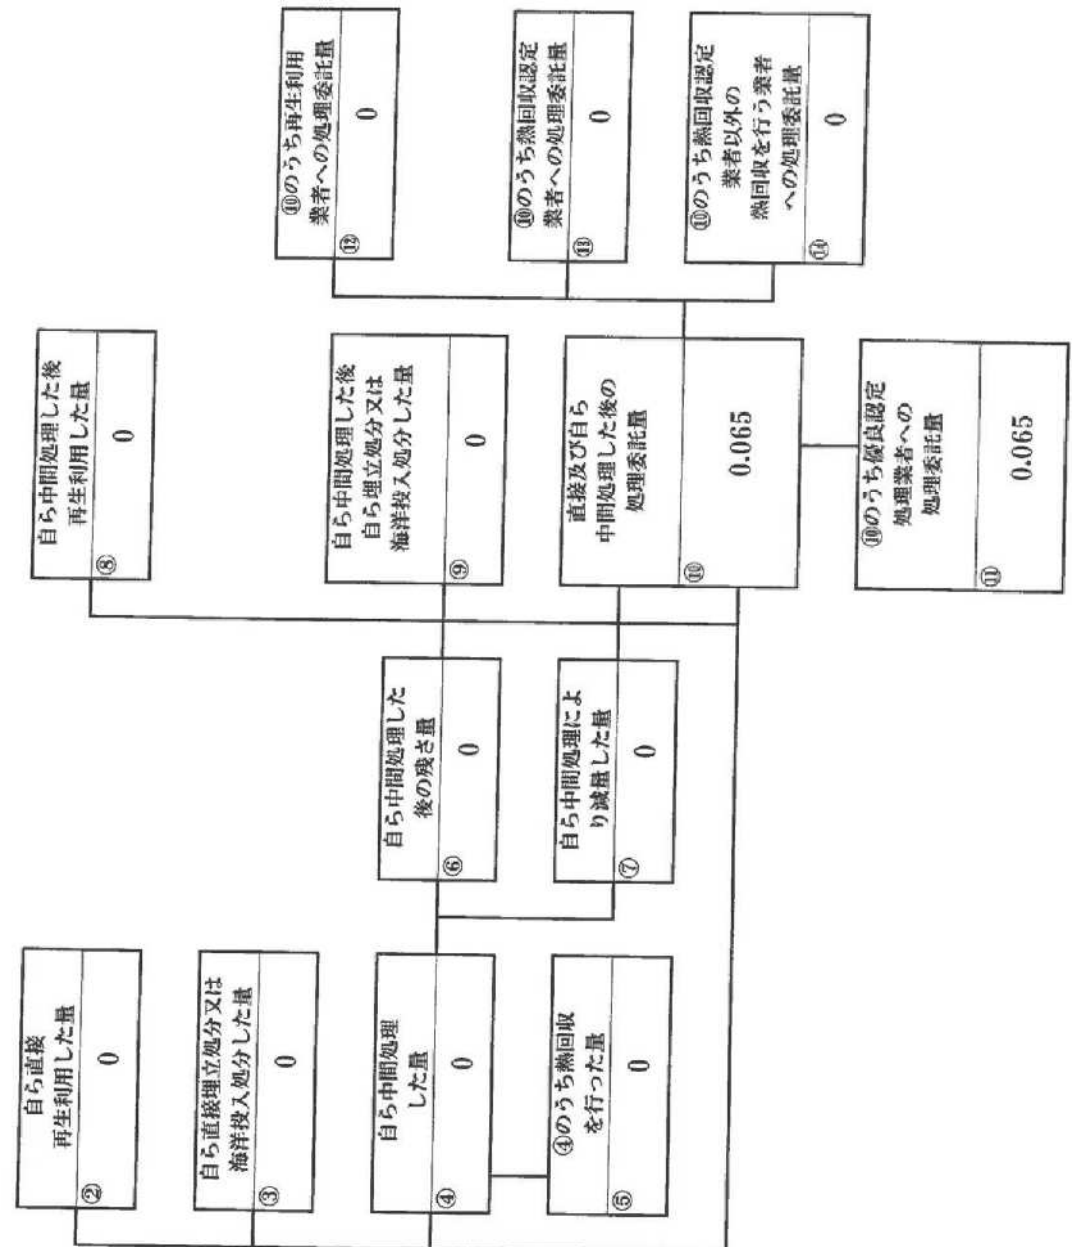 自ら直接
再生利用した量
②
0
自ら直接埋立処分又は
海洋投入処分した量
③
0
自ら中間処理
した量
④
0
④のうち熱回収
を行った量
⑤
0
自ら中間処理した
後の残さ量
⑥
0
自ら中間処理によ
り減量した量
⑦
0
自ら中間処理した後
再生利用した量
⑧
0
自ら中間処理した後
自ら埋立処分又は
海洋投入処分した量
⑨
0
直接及び自ら
中間処理した後の
処理委託量
⑩
0.065
⑩のうち優良認定
処理業者への
処理委託量
⑪
0.065
⑩のうち再生利用
業者への処理委託量
⑫
0
⑩のうち熱回収認定
業者への処理委託量
⑬
0
⑩のうち熱回収認定
業者以外の
熱回収を行う業者
への処理委託量
⑭
0